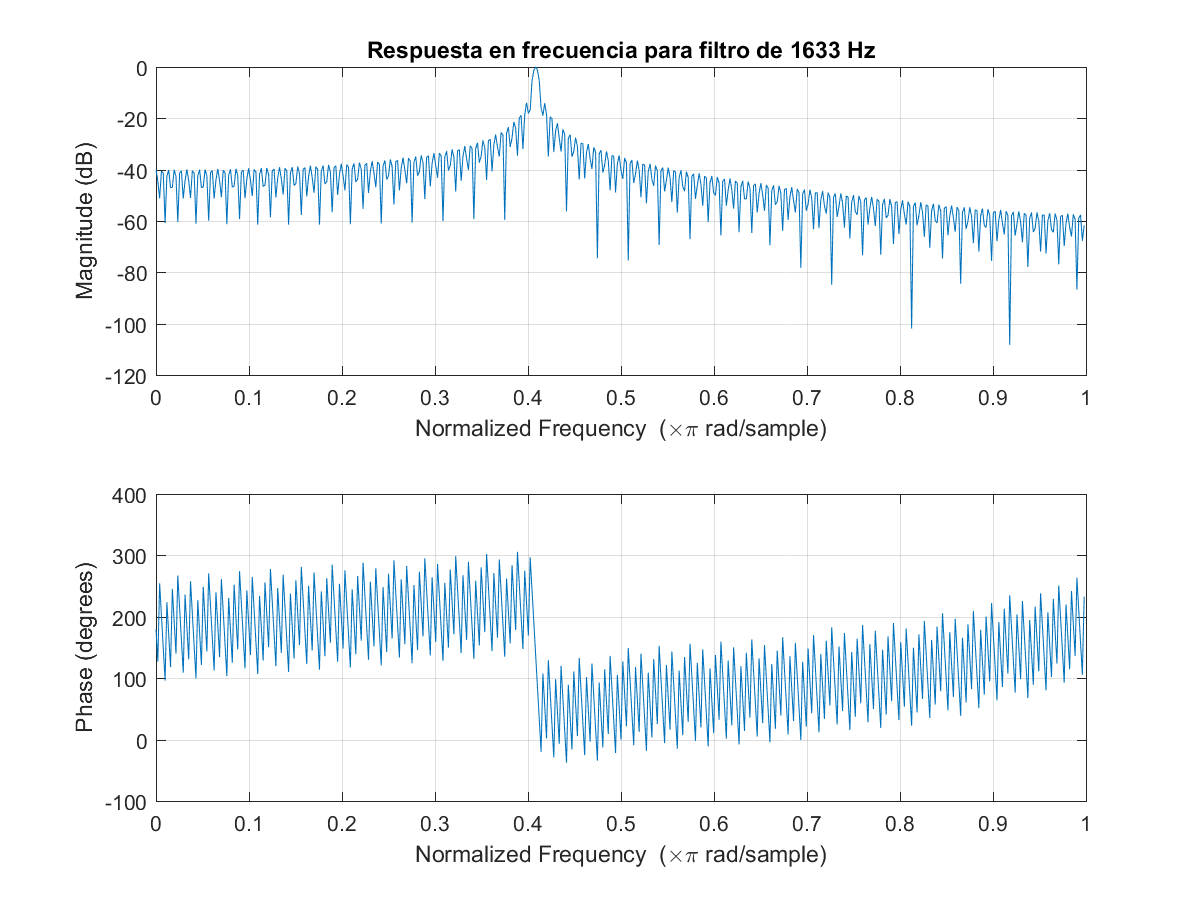 Respuesta en frecuencia para filtro de 1633 Hz
0
-20
-40
-60
-80
-100
-120
Magnitude (dB)
0 0.1 0.2 0.3 0.4 0.5 0.6 0.7 0.8 0.9 1
Normalized Frequency (×π rad/sample)
400
300
200
100
0
-100
Phase (degrees)
0 0.1 0.2 0.3 0.4 0.5 0.6 0.7 0.8 0.9 1
Normalized Frequency (×π rad/sample)